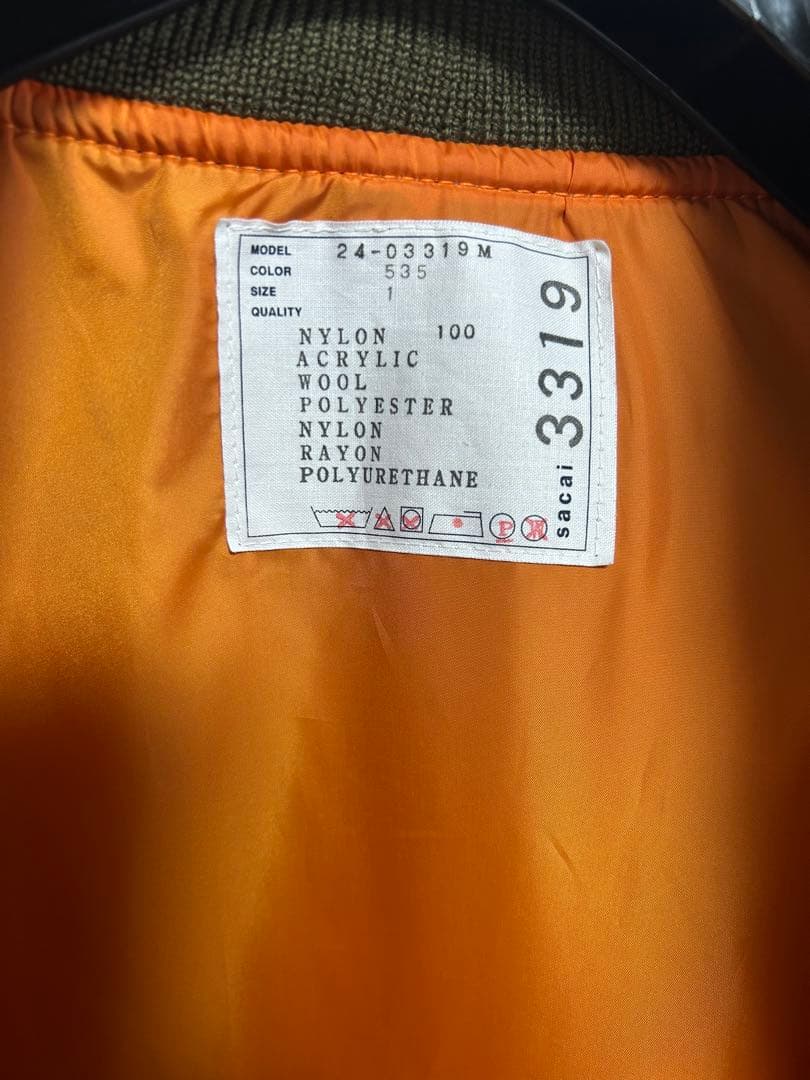 MODEL 24-03319M
COLOR 535
SIZE 1
QUALITY
NYLON 100
ACRYLIC
WOOL
POLYESTER
NYLON
RAYON
POLYURETHANE
P
W
sacai 3319